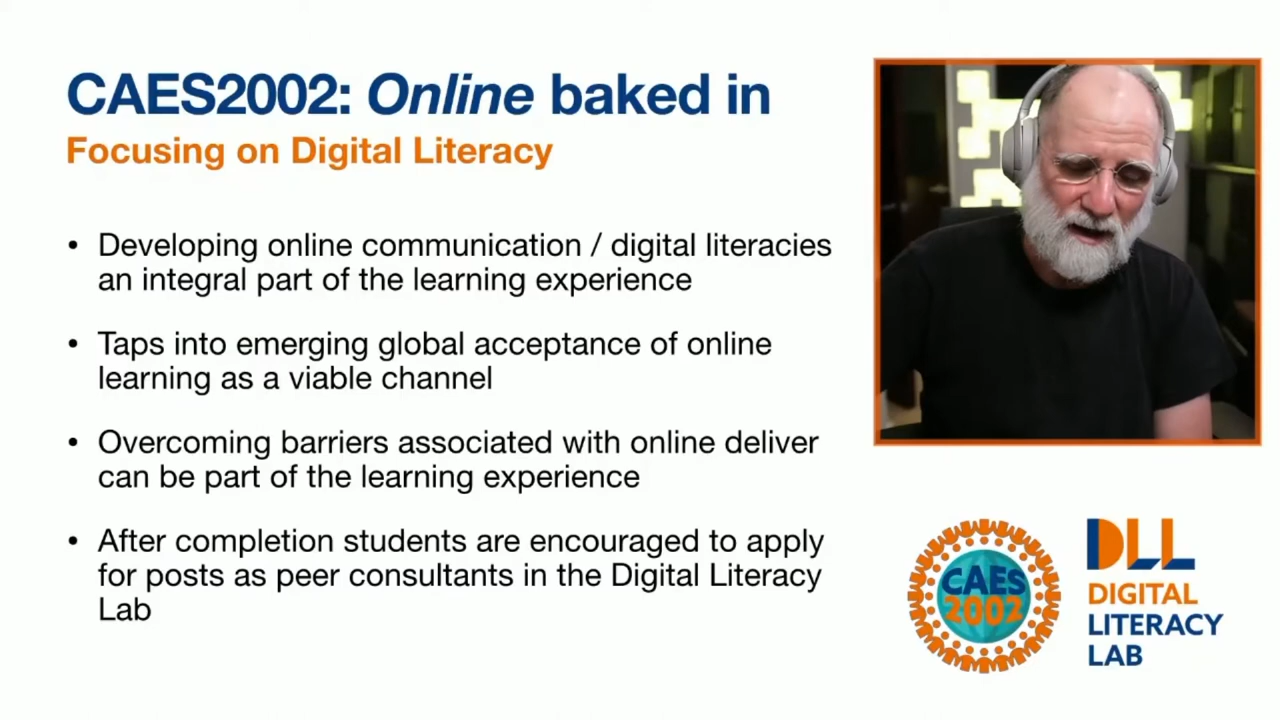 CAES2002: Online baked in
Focusing on Digital Literacy
• Developing online communication / digital literacies
an integral part of the learning experience
• Taps into emerging global acceptance of online
learning as a viable channel
• Overcoming barriers associated with online deliver
can be part of the learning experience
• After completion students are encouraged to apply
for posts as peer consultants in the Digital Literacy
Lab
CAES
2002
DLL
DIGITAL
LITERACY
LAB